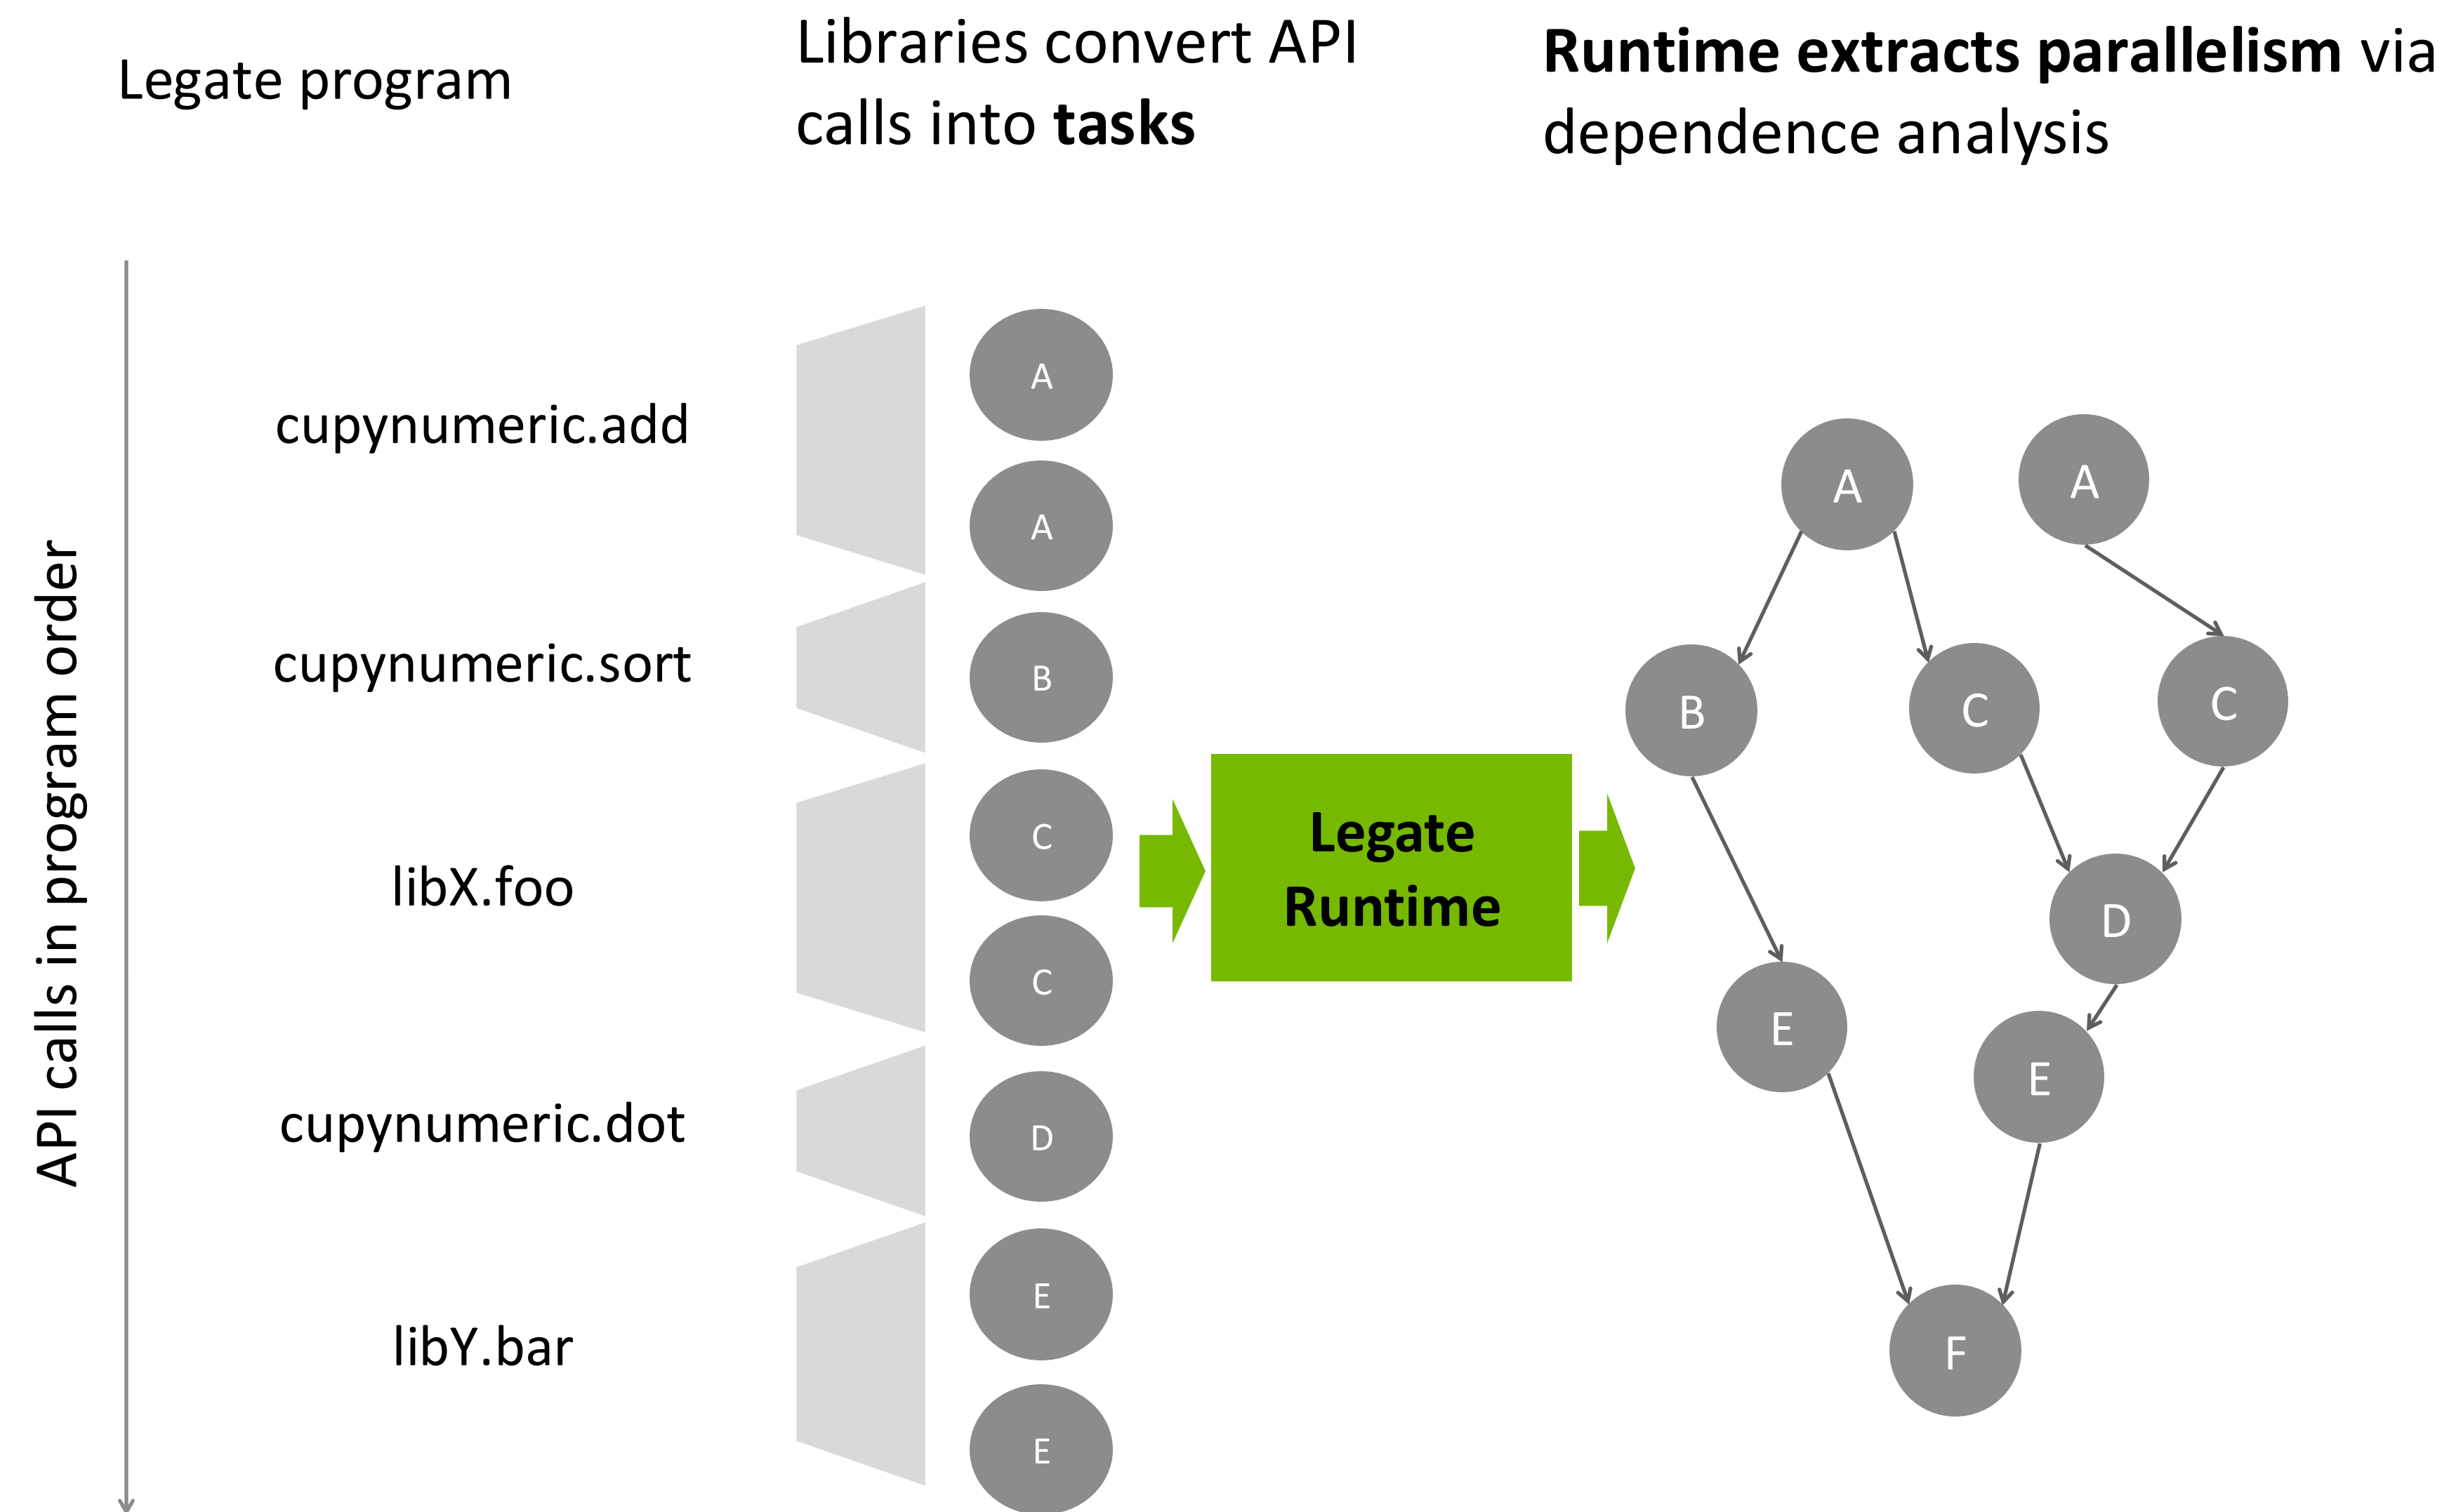 Legate program
Libraries convert API
calls into tasks
Runtime extracts parallelism via
dependence analysis
API calls in program order
cupynumeric.add
cupynumeric.sort
libX.foo
cupynumeric.dot
libY.bar
A
A
B
C
C
D
E
E
Legate
Runtime
A
A
B
C
C
D
E
E
F